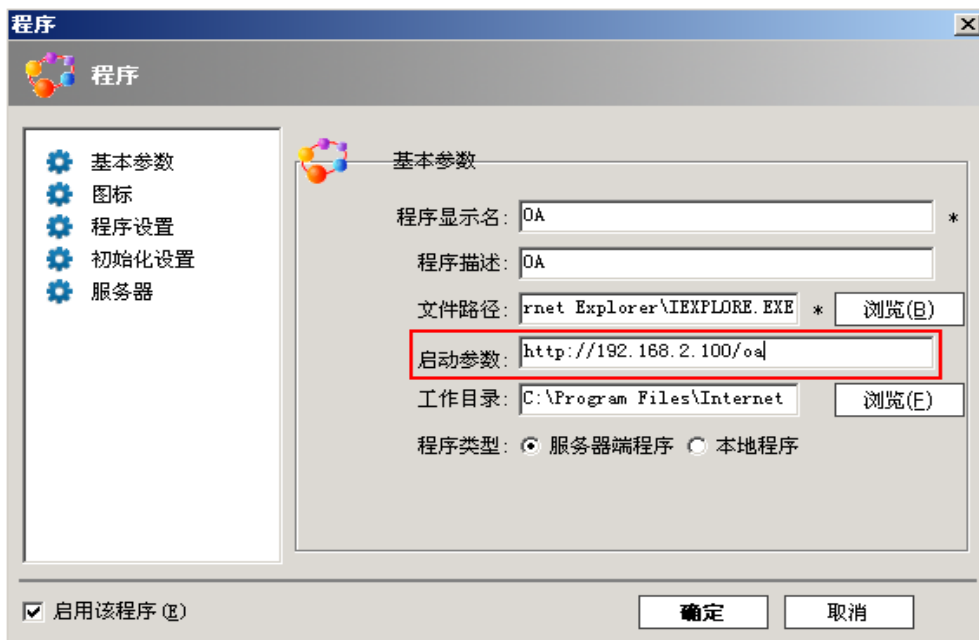 程序
程序
基本参数
图标
程序设置
初始化设置
服务器
基本参数
程序显示名: OA *
程序描述: OA
文件路径: rnet Explorer\IEXPLORE.EXE * 浏览(B)
启动参数: http://192.168.2.100/oa
工作目录: C:\Program Files\Internet 浏览(F)
程序类型: 服务器端程序 本地程序
启用该程序(E) 确定 取消